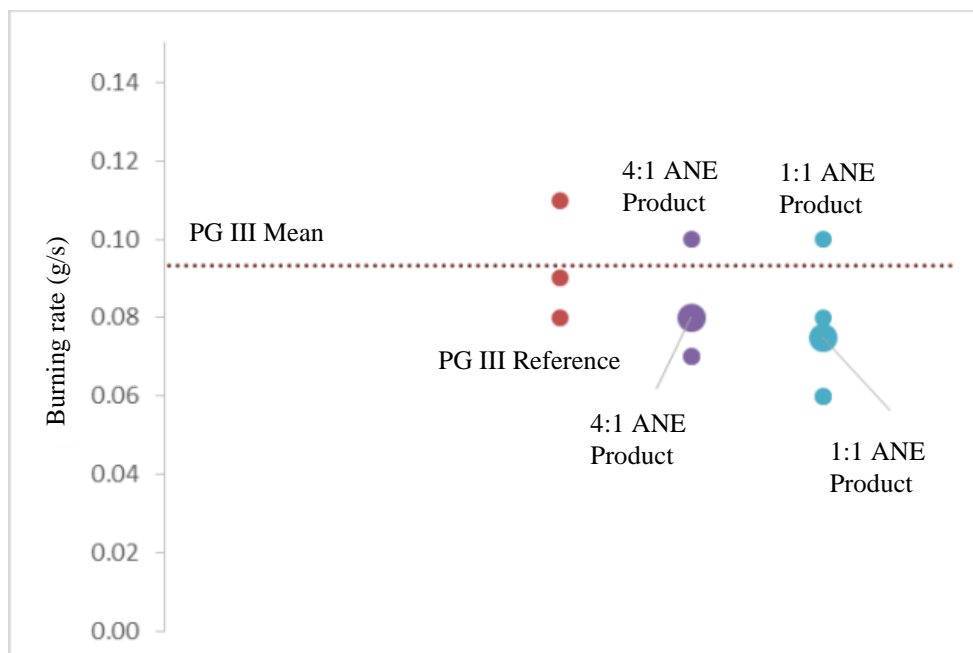 0.14
0.12
4:1 ANE
Product
1:1 ANE
Product
PG III Mean
0.10
0.08
PG III Reference
0.06
4:1 ANE
Product
1:1 ANE
Product
0.04
0.02
0.00
Burning rate (g/s)